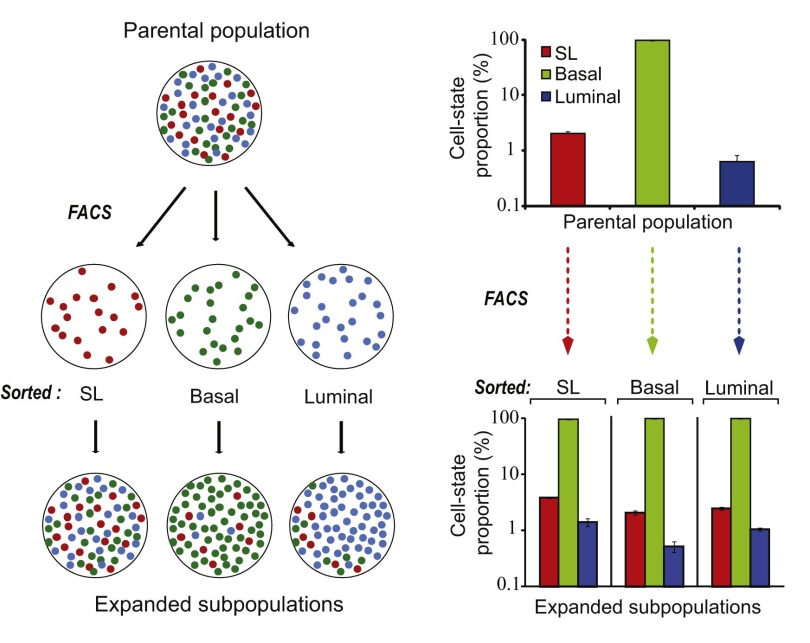 Parental population
FACS
Sorted : SL Basal Luminal
Expanded subpopulations
Cell-state
proportion (%)
100
10
1
0.1
SL
Basal
Luminal
Parental population
FACS
Sorted: SL Basal Luminal
Cell-state
proportion (%)
100
10
1
0.1
Expanded subpopulations